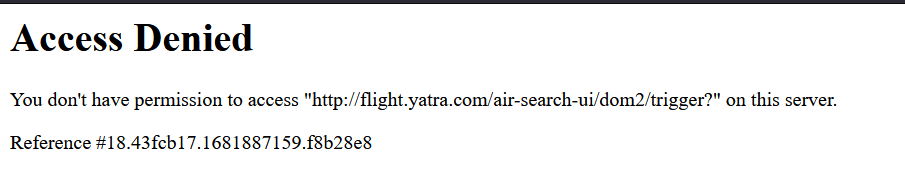 Access Denied
You don't have permission to access "http://flight.yatra.com/air-search-ui/dom2/trigger?" on this server.
Reference #18.43fcb17.1681887159.f8b28e8